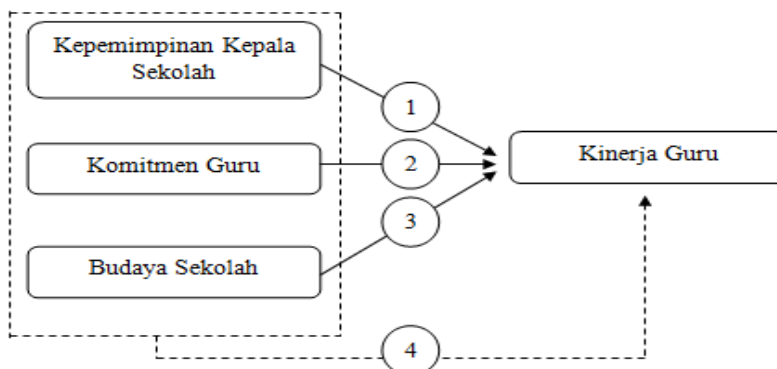 Kepemimpinan Kepala
Sekolah
1
Komitmen Guru
2
Kinerja Guru
3
Budaya Sekolah
4